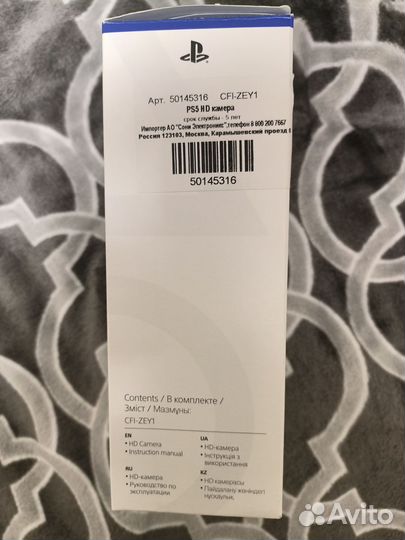 Арт. 50145316 CFI-ZEY1
PS5 HD камера
срок службы - 5 лет
Импортер АО "Сони Электроникс",телефон 8 800 200 7667
Россия 123103, Москва, Карамышевский проезд
50145316
Contents / В комплекте /
Зміст / Мазмұны:
CFI-ZEY1
EN
• HD Camera
• Instruction manual
RU
• HD-камера
• Руководство по
эксплуатации
UA
• HD-камера
• Інструкція з
використання
KZ
• HD камерасы
• Пайдалану жөніндегі
нұсқаулық
Avito